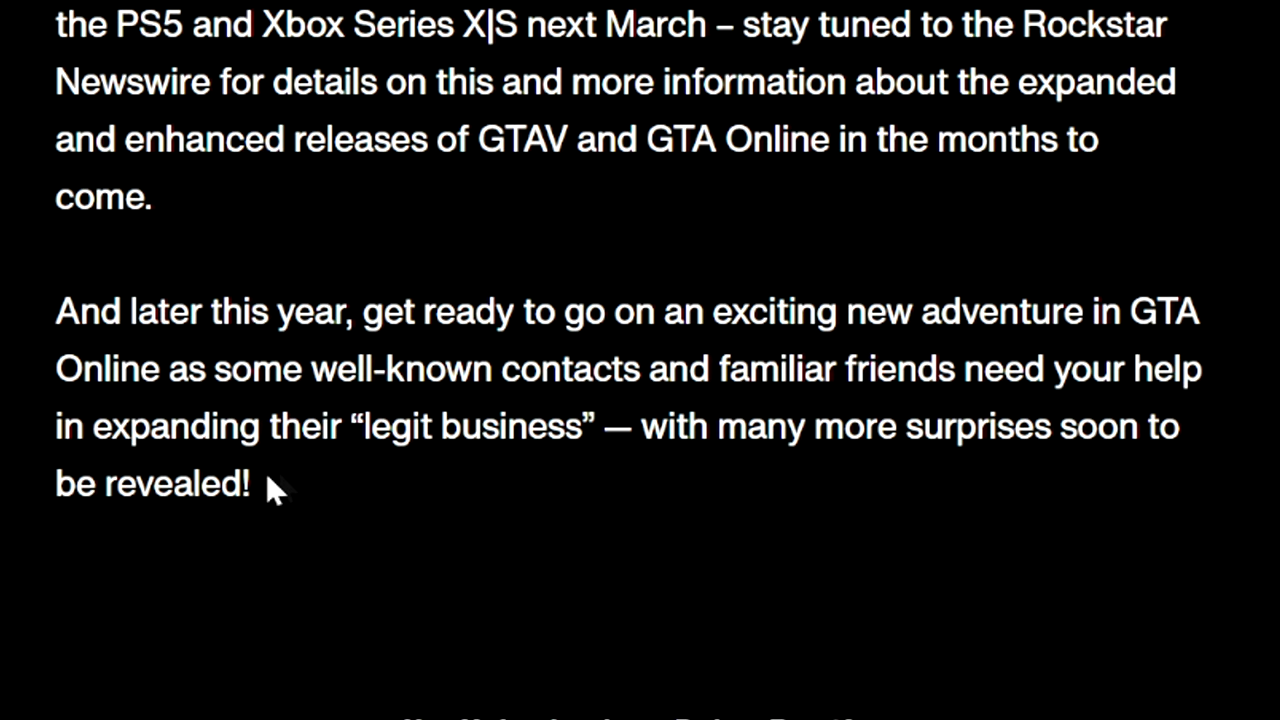 the PS5 and Xbox Series X|S next March – stay tuned to the Rockstar
Newswire for details on this and more information about the expanded
and enhanced releases of GTAV and GTA Online in the months to
come.
And later this year, get ready to go on an exciting new adventure in GTA
Online as some well-known contacts and familiar friends need your help
in expanding their “legit business” — with many more surprises soon to
be revealed!